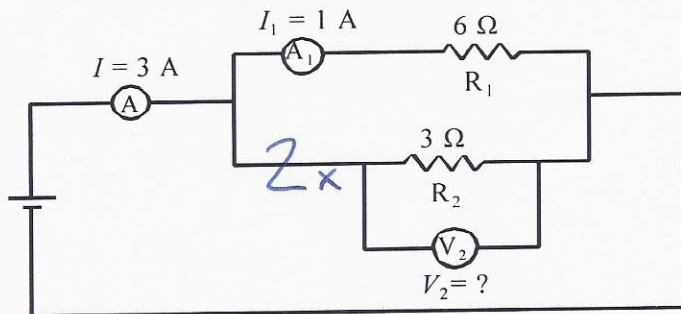 I₁ = 1 A
6 Ω
A₁
R₁
I = 3 A
A
3 Ω
2x
R₂
V₂
V₂ = ?